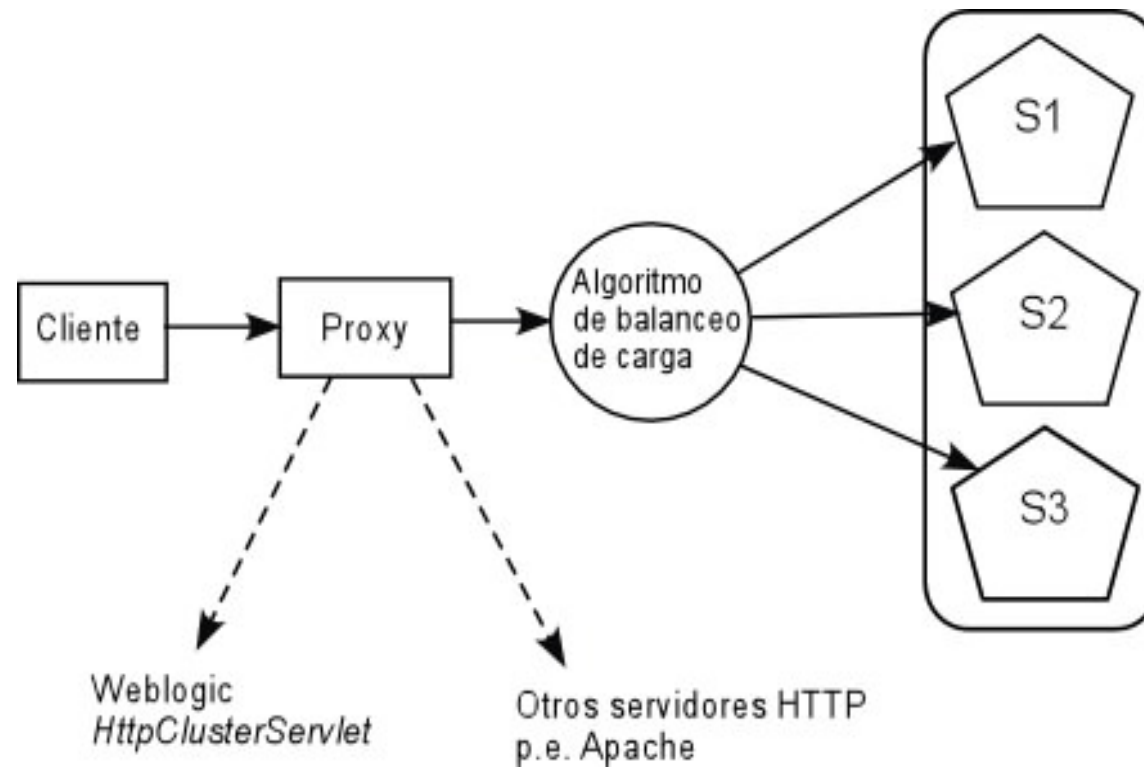 Cliente
Proxy
Algoritmo
de balanceo
de carga
S1
S2
S3
Weblogic
HttpClusterServlet
Otros servidores HTTP
p.e. Apache